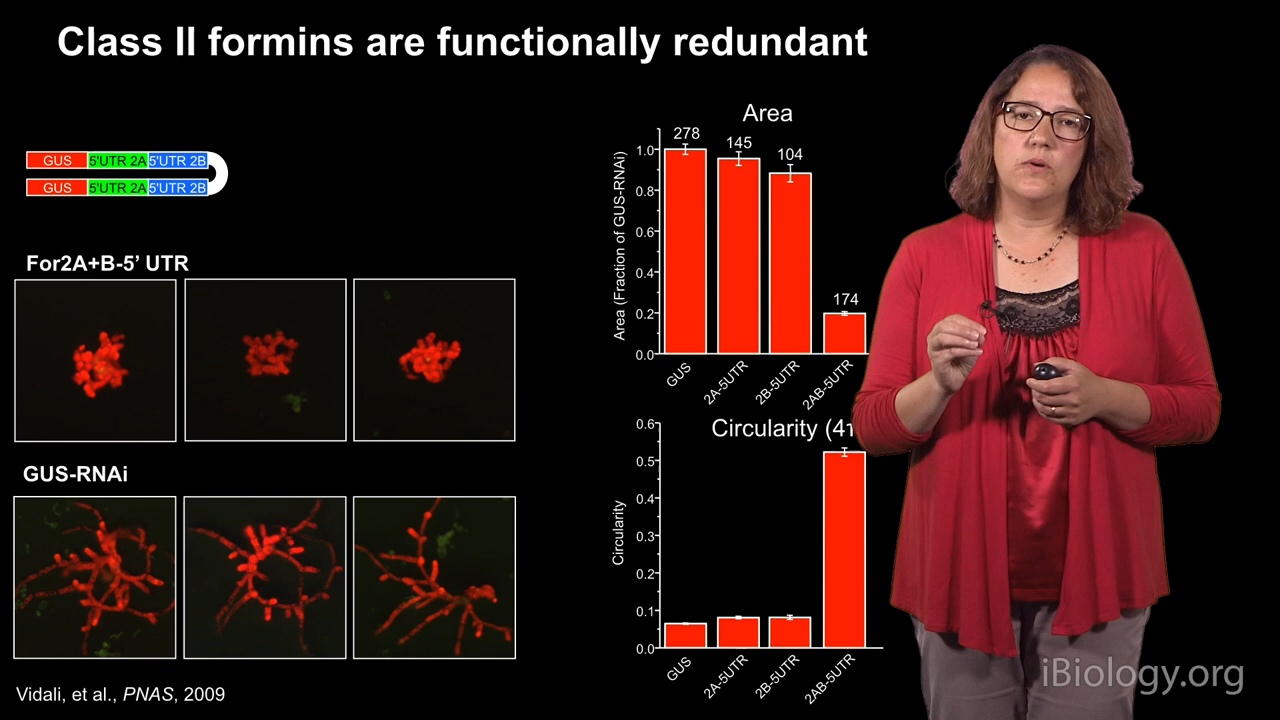 Class II formins are functionally redundant
GUS 5'UTR 2A 5'UTR 2B
GUS 5'UTR 2A 5'UTR 2B
For2A+B-5’ UTR
GUS-RNAi
Vidali, et al., PNAS, 2009
Area
278
145
104
174
Area (Fraction of GUS-RNAi)
1.0
0.8
0.6
0.4
0.2
0.0
GUS
2A-5UTR
2B-5UTR
2AB-5UTR
Circularity (4
Circularity
0.6
0.5
0.4
0.3
0.2
0.1
0.0
GUS
2A-5UTR
2B-5UTR
2AB-5UTR
iBiology.org